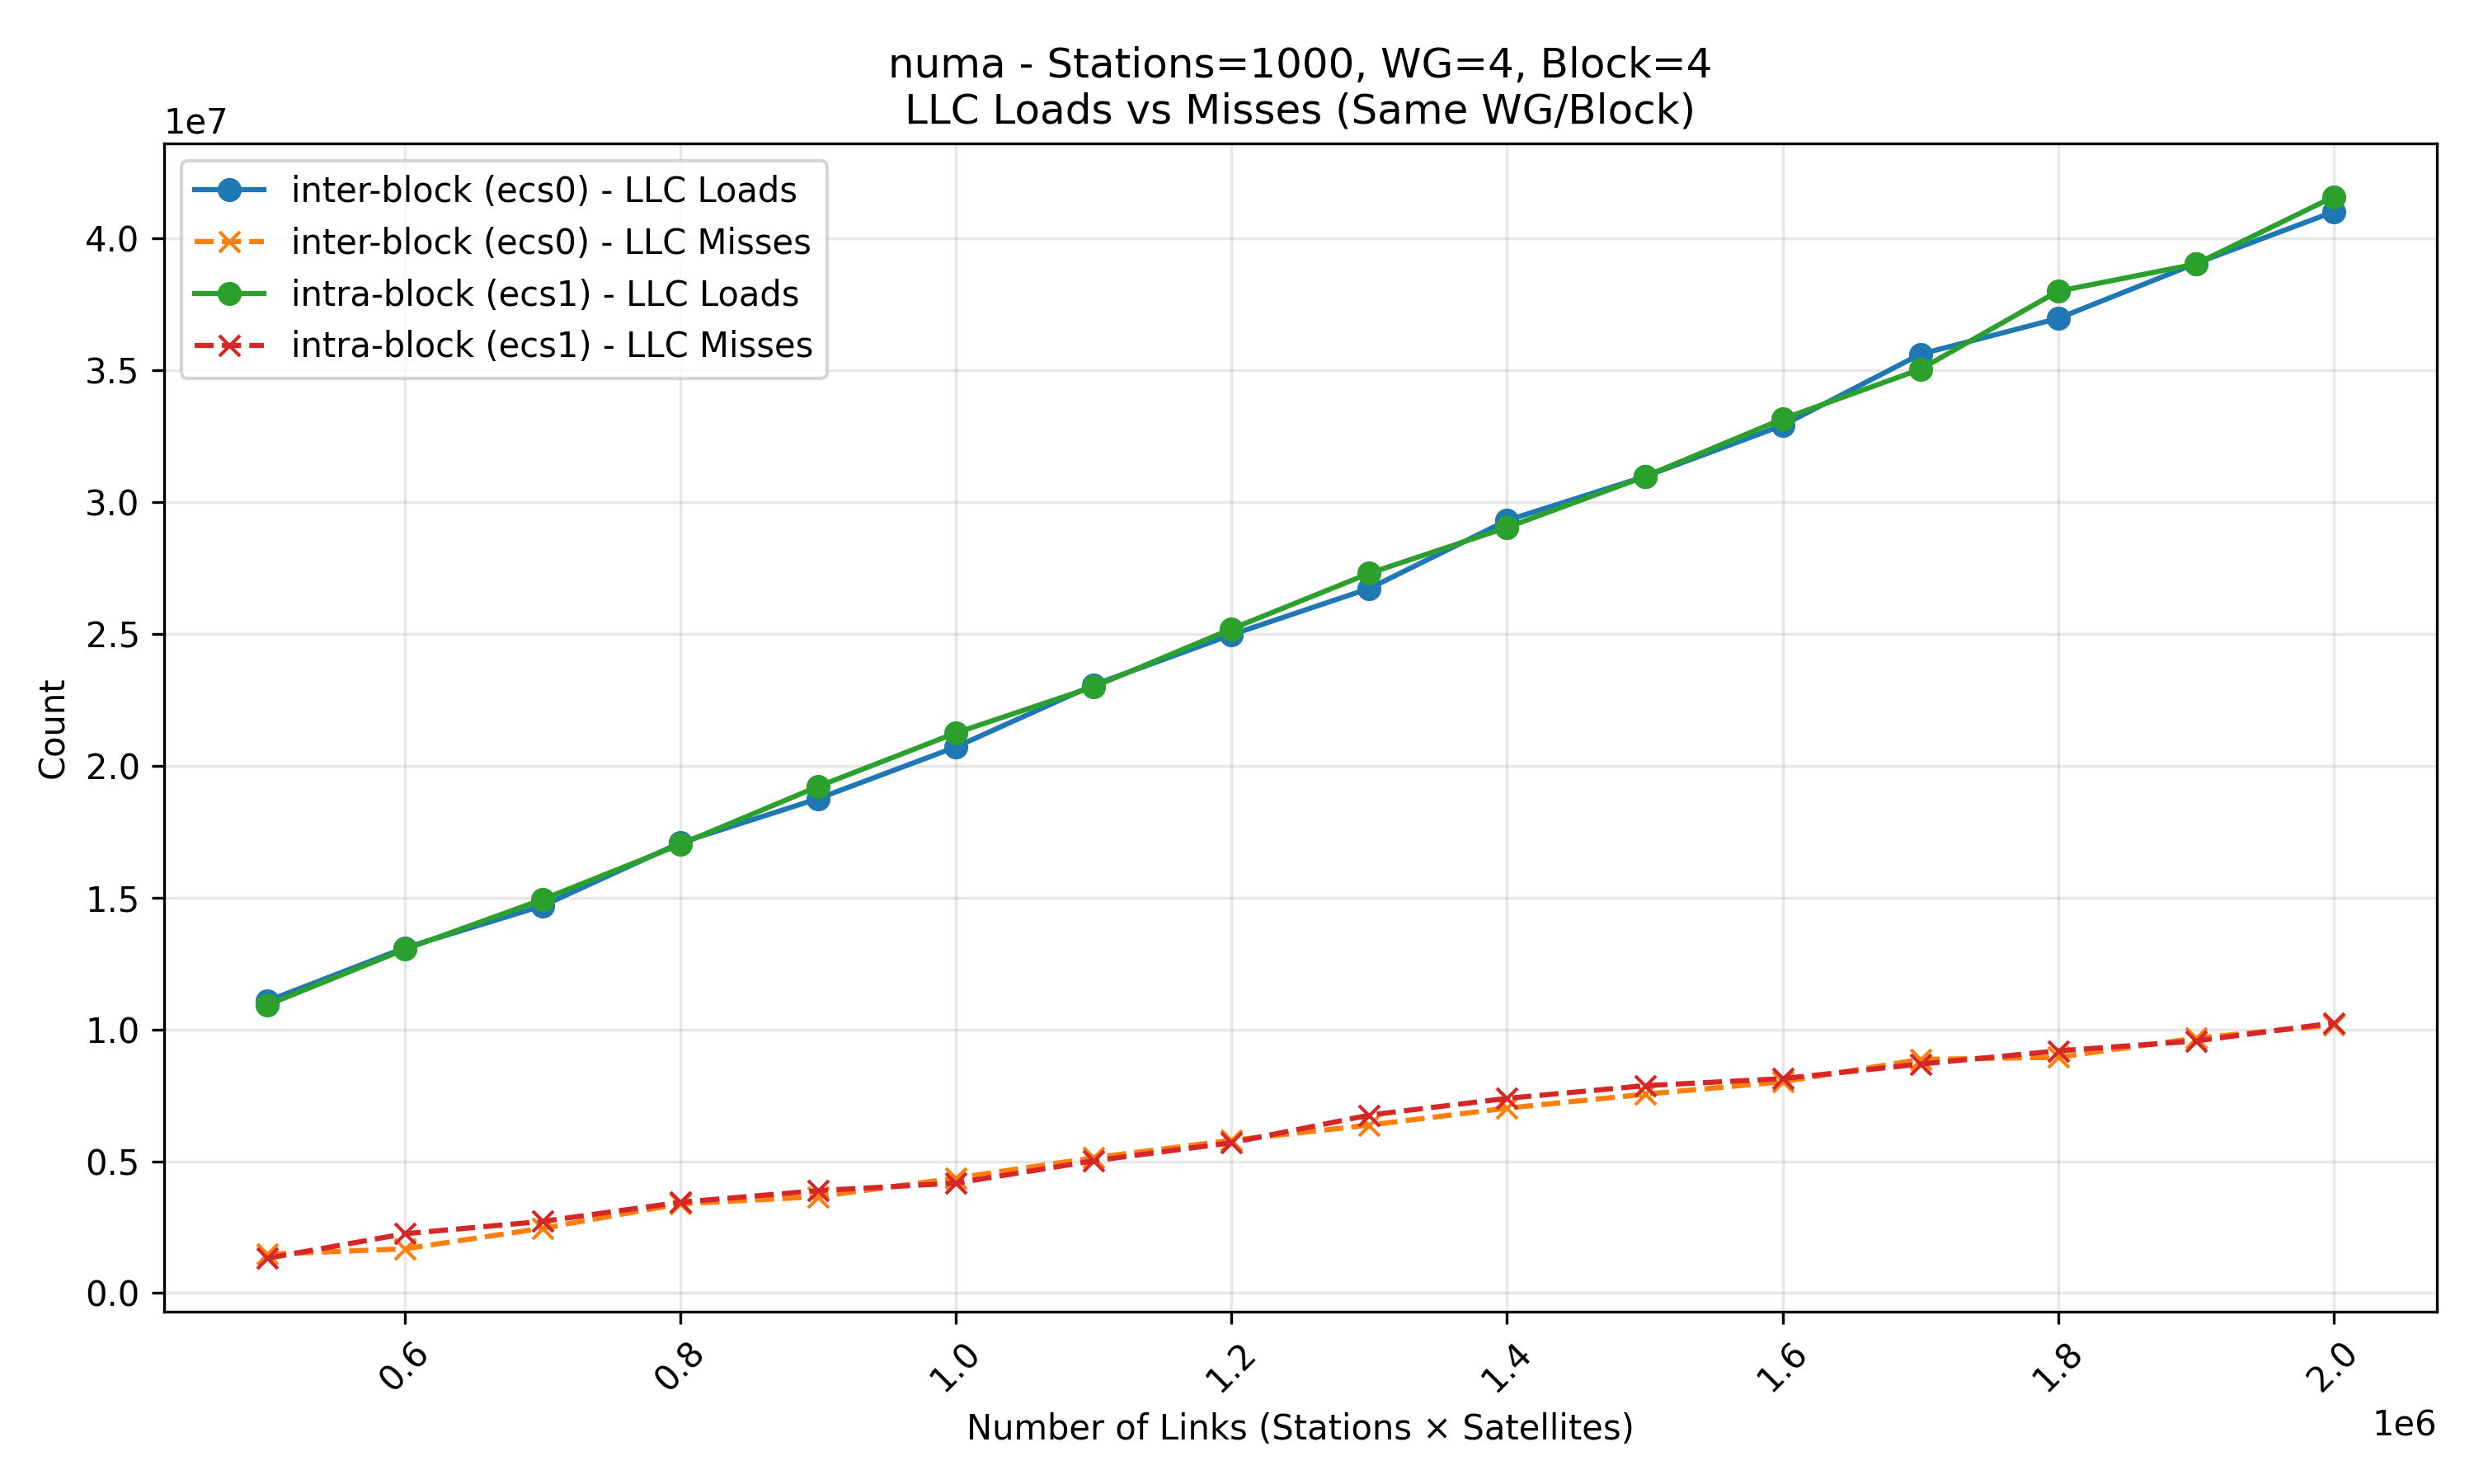 numa - Stations=1000, WG=4, Block=4
LLC Loads vs Misses (Same WG/Block)
1e7
inter-block (ecs0) - LLC Loads
inter-block (ecs0) - LLC Misses
intra-block (ecs1) - LLC Loads
intra-block (ecs1) - LLC Misses
4.0
3.5
3.0
2.5
2.0
1.5
1.0
0.5
0.0
Count
0.6
0.8
1.0
1.2
1.4
1.6
1.8
2.0
1e6
Number of Links (Stations × Satellites)